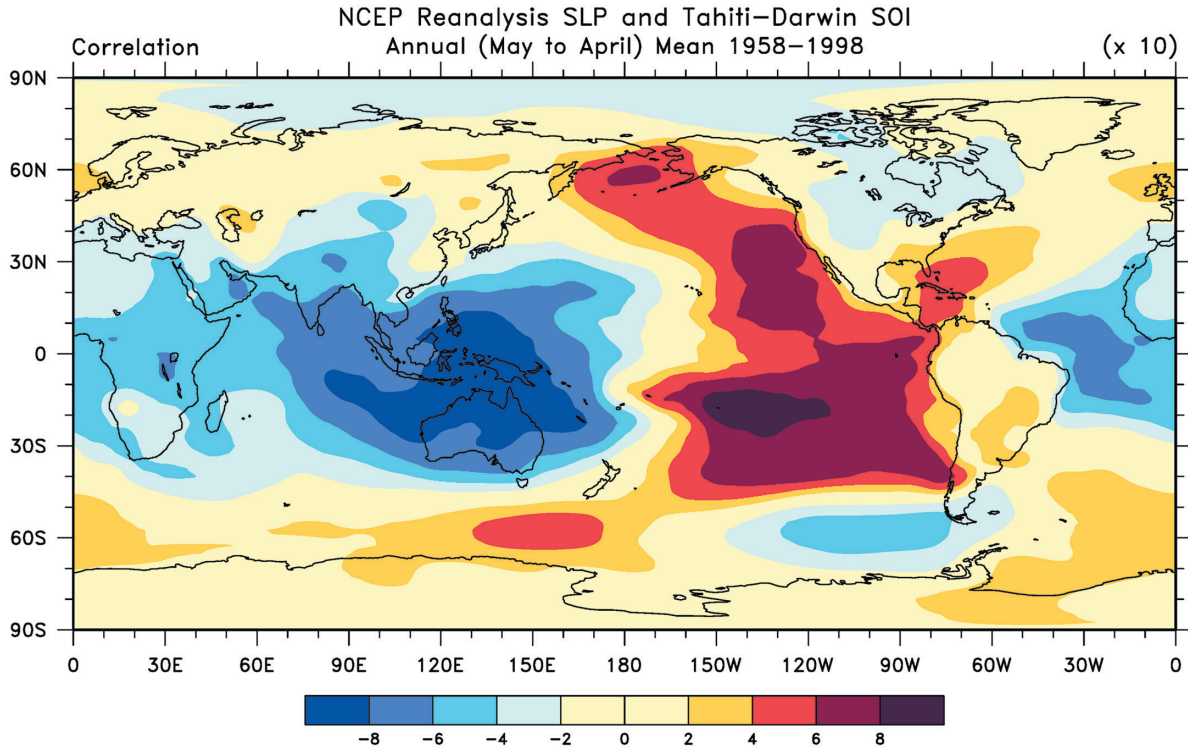 NCEP Reanalysis SLP and Tahiti–Darwin SOI
Correlation Annual (May to April) Mean 1958–1998 (x 10)
90N
60N
30N
0
30S
60S
90S
0 30E 60E 90E 120E 150E 180 150W 120W 90W 60W 30W 0
−8 −6 −4 −2 0 2 4 6 8